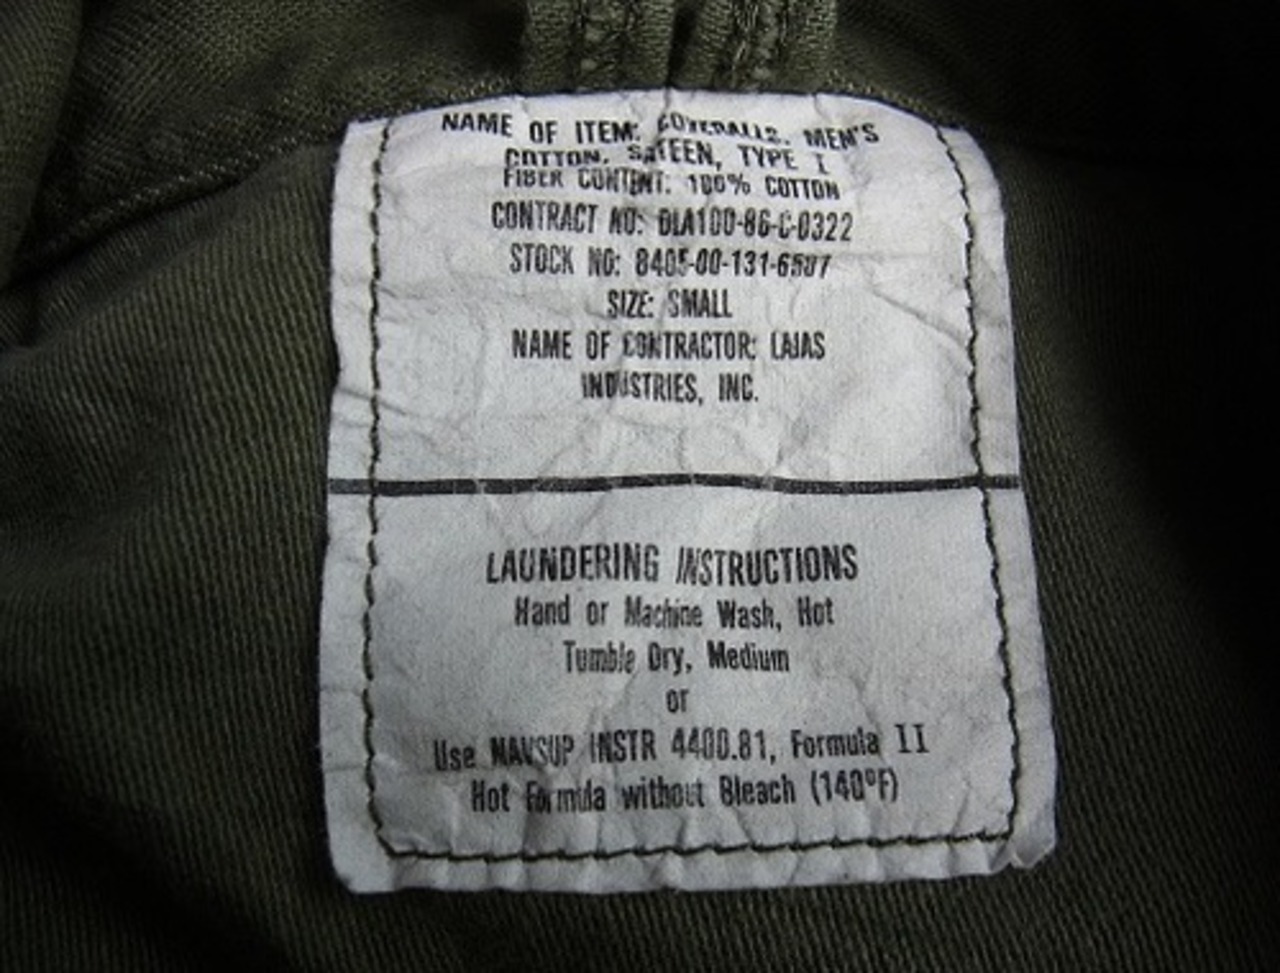 NAME OF ITEM: COVERALLS, MEN'S
COTTON, SATEEN, TYPE I
FIBER CONTENT: 100% COTTON
CONTRACT NO: DLA100-86-C-0322
STOCK NO: 8405-00-131-6507
SIZE: SMALL
NAME OF CONTRACTOR: LAJAS
INDUSTRIES, INC.
LAUNDERING INSTRUCTIONS
Hand or Machine Wash, Hot
Tumble Dry, Medium
or
Use NAVSUP INSTR 4400.81, Formula II
Hot Formula without Bleach (140°F)